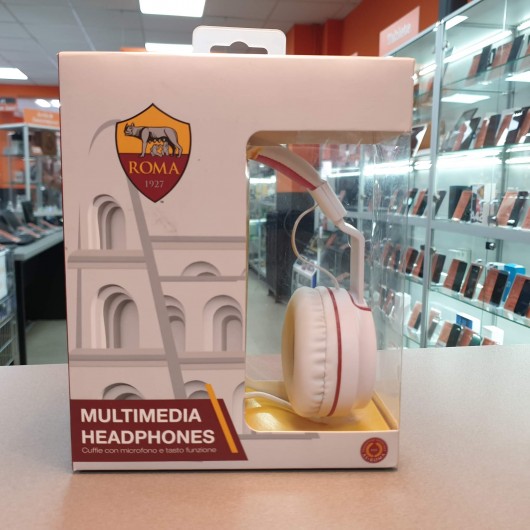 ROMA
1927
MULTIMEDIA
HEADPHONES
Cuffie con microfono e tasto funzione